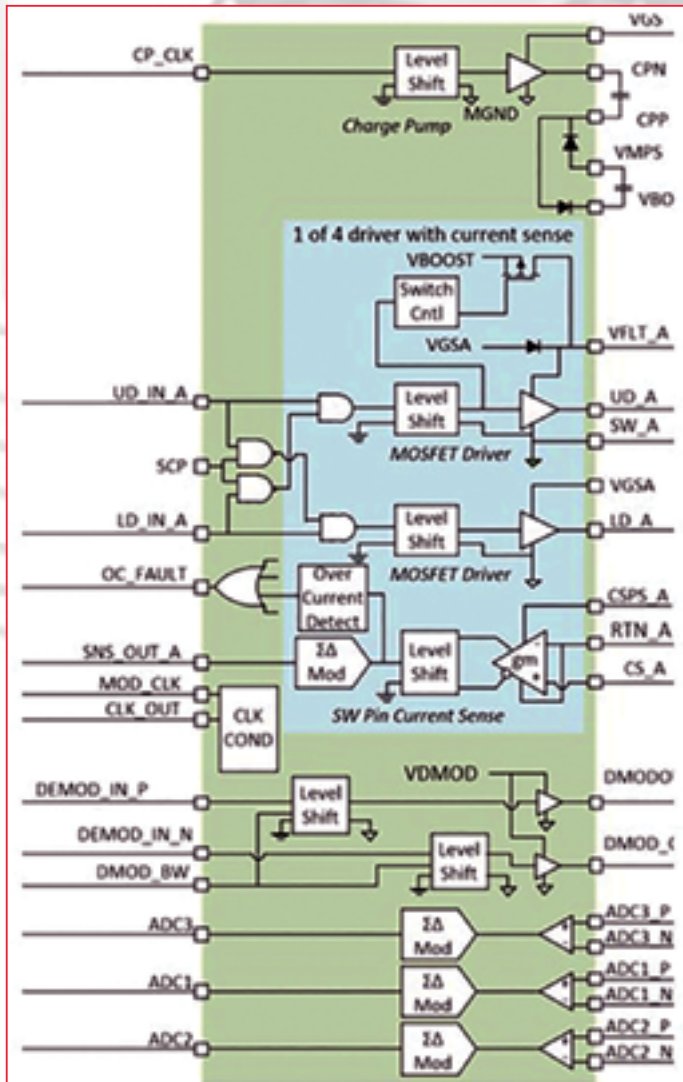 VGS
CP_CLK
Level
Shift
CPN
MGND
Charge Pump
CPP
VMPS
VBO
1 of 4 driver with current sense
VBOOST
Switch
Cntl
VGSA
VFLT_A
UD_IN_A
Level
Shift
UD_A
SW_A
MOSFET Driver
SCP
VGSA
LD_IN_A
Level
Shift
LD_A
MOSFET Driver
OC_FAULT
Over
Current
Detect
CSPS_A
RTN_A
SNS_OUT_A
ΣΔ
Mod
Level
Shift
-
gm
+
CS_A
MOD_CLK
SW Pin Current Sense
CLK_OUT
CLK
COND
VDMOD
DEMOD_IN_P
Level
Shift
DMODO
DEMOD_IN_N
Level
Shift
DMOD_
DMOD_BW
ADC3
ΣΔ
Mod
+
-
ADC3_P
ADC3_N
ADC1
ΣΔ
Mod
+
-
ADC1_P
ADC1_N
ADC2
ΣΔ
Mod
+
-
ADC2_P
ADC2_N